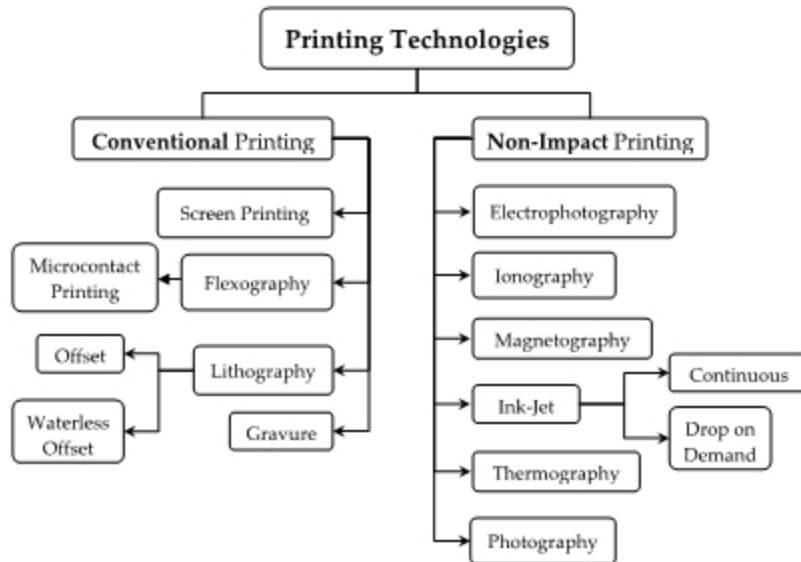 Printing Technologies
Conventional Printing
Screen Printing
Flexography
Microcontact
Printing
Lithography
Offset
Waterless
Offset
Gravure
Non-Impact Printing
Electrophotography
Ionography
Magnetography
Ink-Jet
Continuous
Drop on
Demand
Thermography
Photography